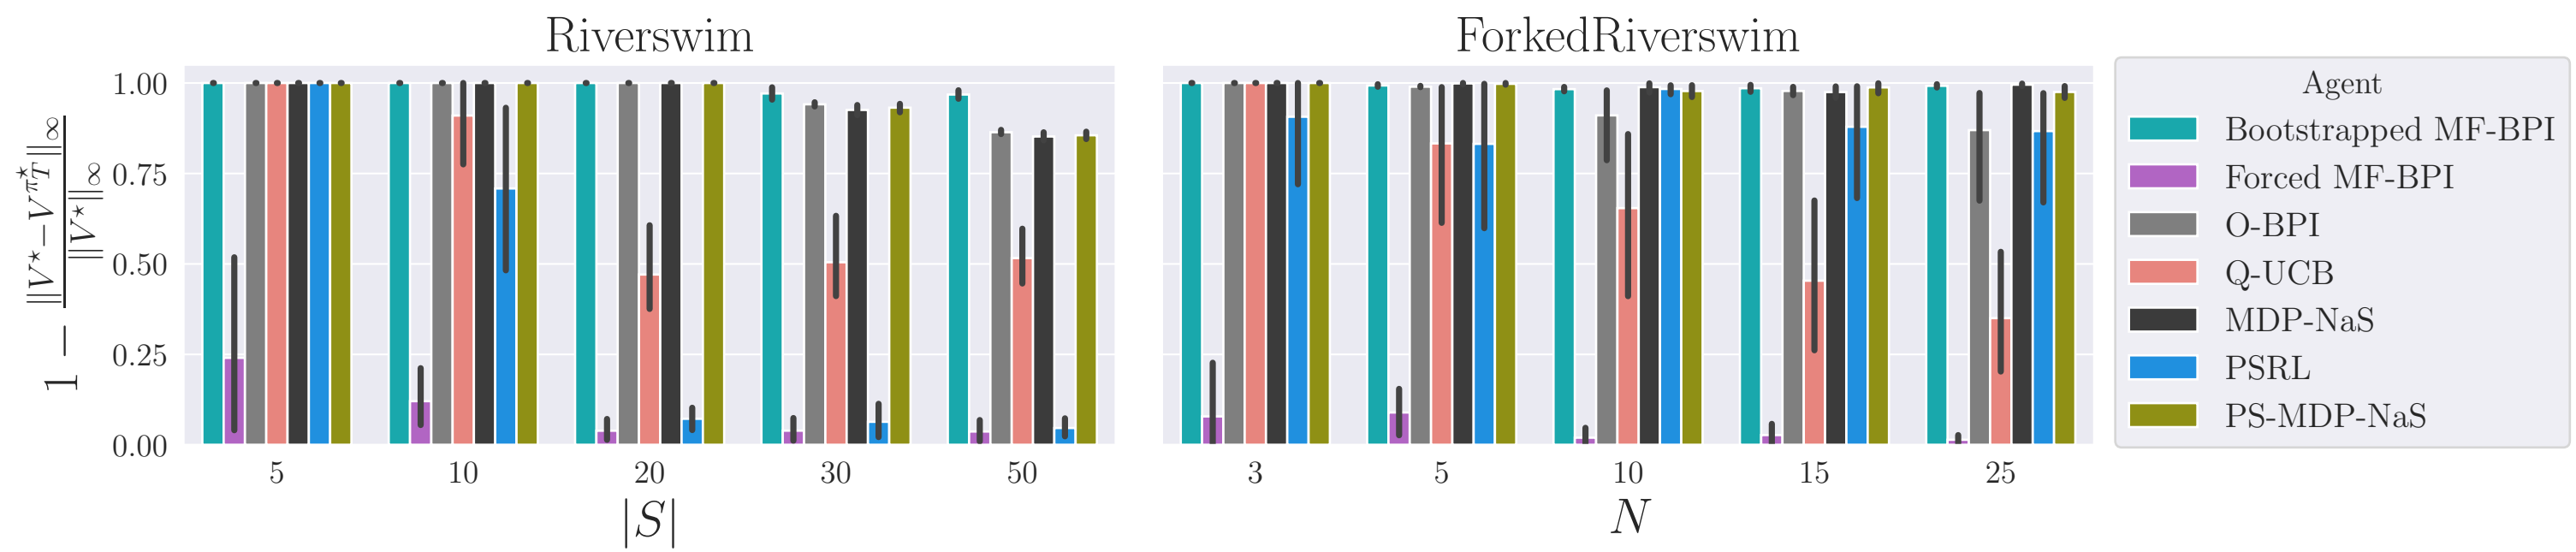 Riverswim
ForkedRiverswim
1 − ||V⋆−V^{π⋆_T}||∞ / ||V⋆||∞
1.00
0.75
0.50
0.25
0.00
5 10 20 30 50
|S|
3 5 10 15 25
N
Agent
Bootstrapped MF-BPI
Forced MF-BPI
O-BPI
Q-UCB
MDP-NaS
PSRL
PS-MDP-NaS